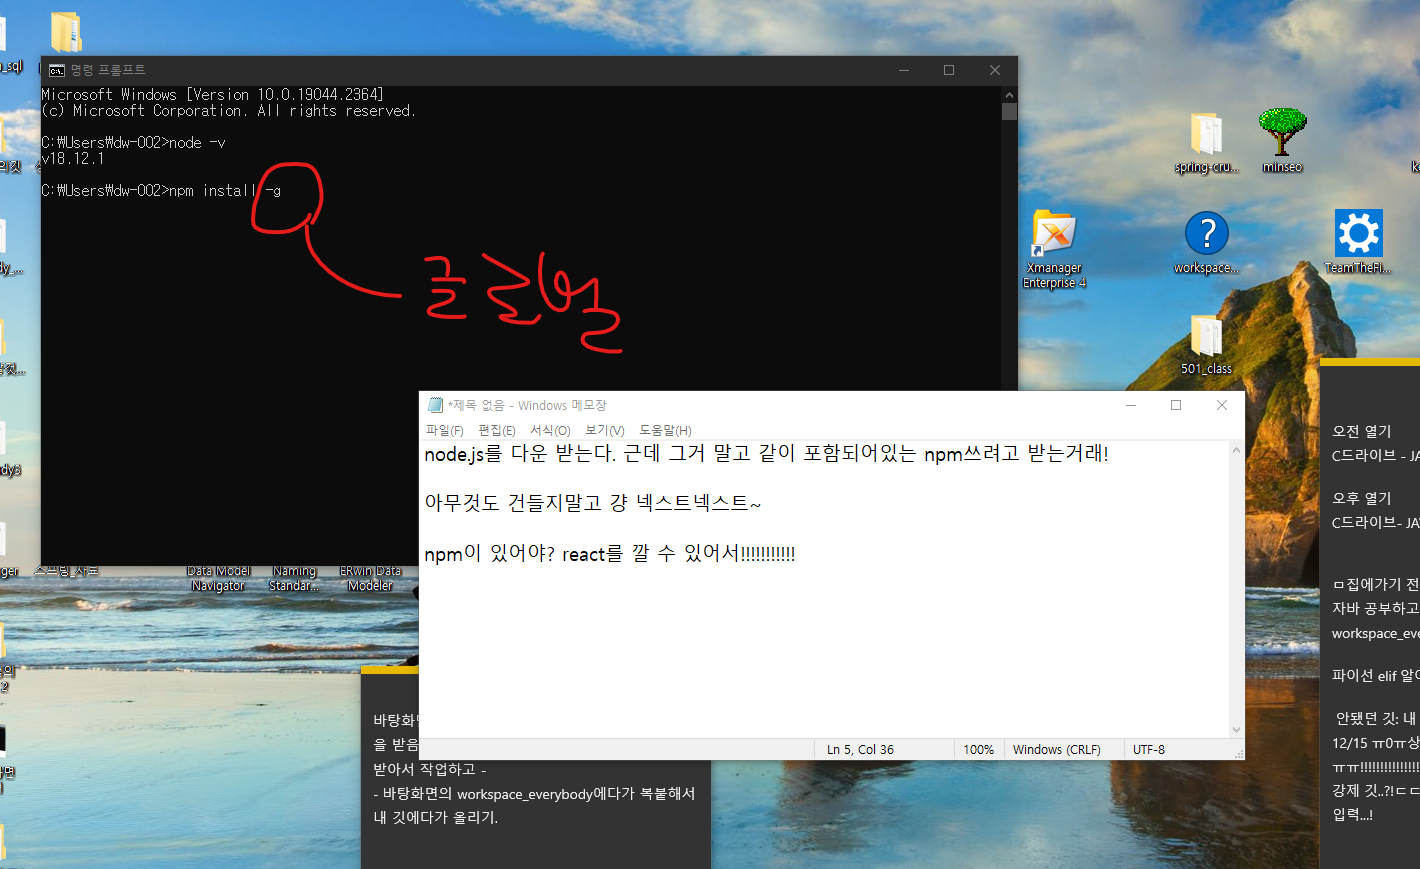 _sql
명령 프롬프트
Microsoft Windows [Version 10.0.19044.2364]
(c) Microsoft Corporation. All rights reserved.
C:₩Users₩dw-002>node -v
v18.12.1
C:₩Users₩dw-002>npm install -g
글로벌
spring-cru...
minseo
Xmanager
Enterprise 4
workspace...
TeamTheFi...
501_class
*제목 없음 - Windows 메모장
파일(F) 편집(E) 서식(O) 보기(V) 도움말(H)
node.js를 다운 받는다. 근데 그거 말고 같이 포함되어있는 npm쓰려고 받는거래!
아무것도 건들지말고 걍 넥스트넥스트~
npm이 있어야? react를 깔 수 있어서!!!!!!!!!!!
Ln 5, Col 36
100%
Windows (CRLF)
UTF-8
Data Model
Navigator
Naming
Standar...
ERwin Data
Modeler
바탕화면
을 받음
받아서 작업하고 -
- 바탕화면의 workspace_everybody에다가 복붙해서
내 깃에다가 올리기.
오전 열기
C드라이브 - JA
오후 열기
C드라이브- JA
ㅁ집에가기 전
자바 공부하고
workspace_eve
파이선 elif 알아
안됐던 깃: 내
12/15 ㅠ0ㅠ상
ㅠㅠ!!!!!!!!!!!!!!!
강제 깃..?!ㄷㄷ
입력...!